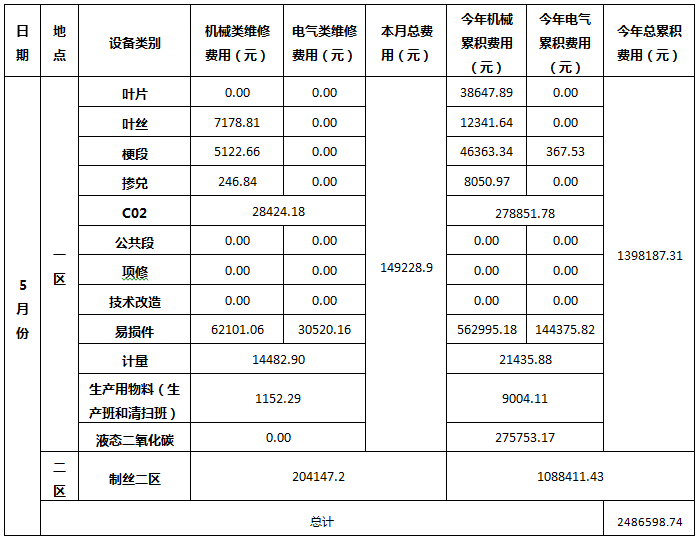 日期
地点
设备类别
机械类维修费用（元）
电气类维修费用（元）
本月总费用（元）
今年机械累积费用（元）
今年电气累积费用（元）
今年总累积费用（元）
5月份
一区
叶片 0.00 0.00 149228.9 38647.89 0.00 1398187.31
叶丝 7178.81 0.00 12341.64 0.00
梗段 5122.66 0.00 46363.34 367.53
掺兑 246.84 0.00 8050.97 0.00
C02 28424.18 278851.78
公共段 0.00 0.00 0.00 0.00
项修 0.00 0.00 0.00 0.00
技术改造 0.00 0.00 0.00 0.00
易损件 62101.06 30520.16 562995.18 144375.82
计量 14482.90 21435.88
生产用物料（生产班和清扫班） 1152.29 9004.11
液态二氧化碳 0.00 275753.17
二区
制丝二区 204147.2 1088411.43
总计 2486598.74